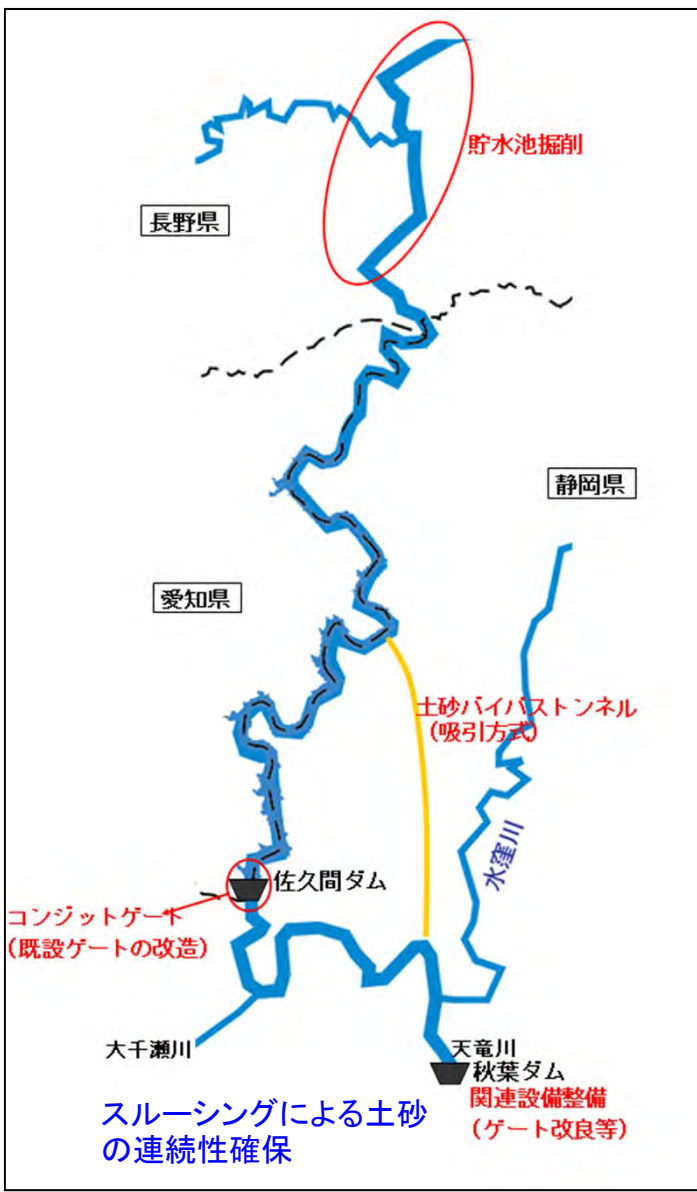 貯水池掘削
長野県
静岡県
愛知県
土砂バイパストンネル
(吸引方式)
水窪川
佐久間ダム
コンジットゲート
(既設ゲートの改造)
大千瀬川
天竜川
秋葉ダム
関連設備整備
(ゲート改良等)
スルーシングによる土砂
の連続性確保